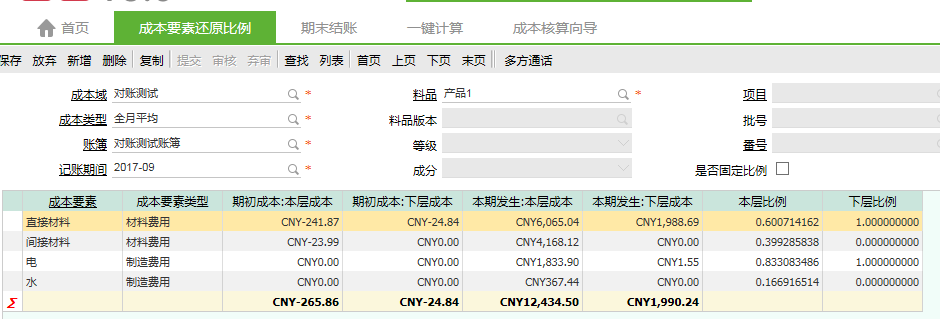 首页 成本要素还原比例 期末结账 一键计算 成本核算向导
保存 放弃 新增 删除 复制 提交 审核 弃审 查找 列表 首页 上页 下页 末页 多方通话
成本域 对账测试 * 料品 产品1 * 项目
成本类型 全月平均 * 料品版本 批号
账簿 对账测试账簿 * 等级 番号
记账期间 2017-09 * 成分 是否固定比例
成本要素 成本要素类型 期初成本:本层成本 期初成本:下层成本 本期发生:本层成本 本期发生:下层成本 本层比例 下层比例
直接材料 材料费用 CNY-241.87 CNY-24.84 CNY6,065.04 CNY1,988.69 0.600714162 1.000000000
间接材料 材料费用 CNY-23.99 CNY0.00 CNY4,168.12 CNY0.00 0.399285838 0.000000000
电 制造费用 CNY0.00 CNY0.00 CNY1,833.90 CNY1.55 0.833083486 1.000000000
水 制造费用 CNY0.00 CNY0.00 CNY367.44 CNY0.00 0.166916514 0.000000000
Σ CNY-265.86 CNY-24.84 CNY12,434.50 CNY1,990.24